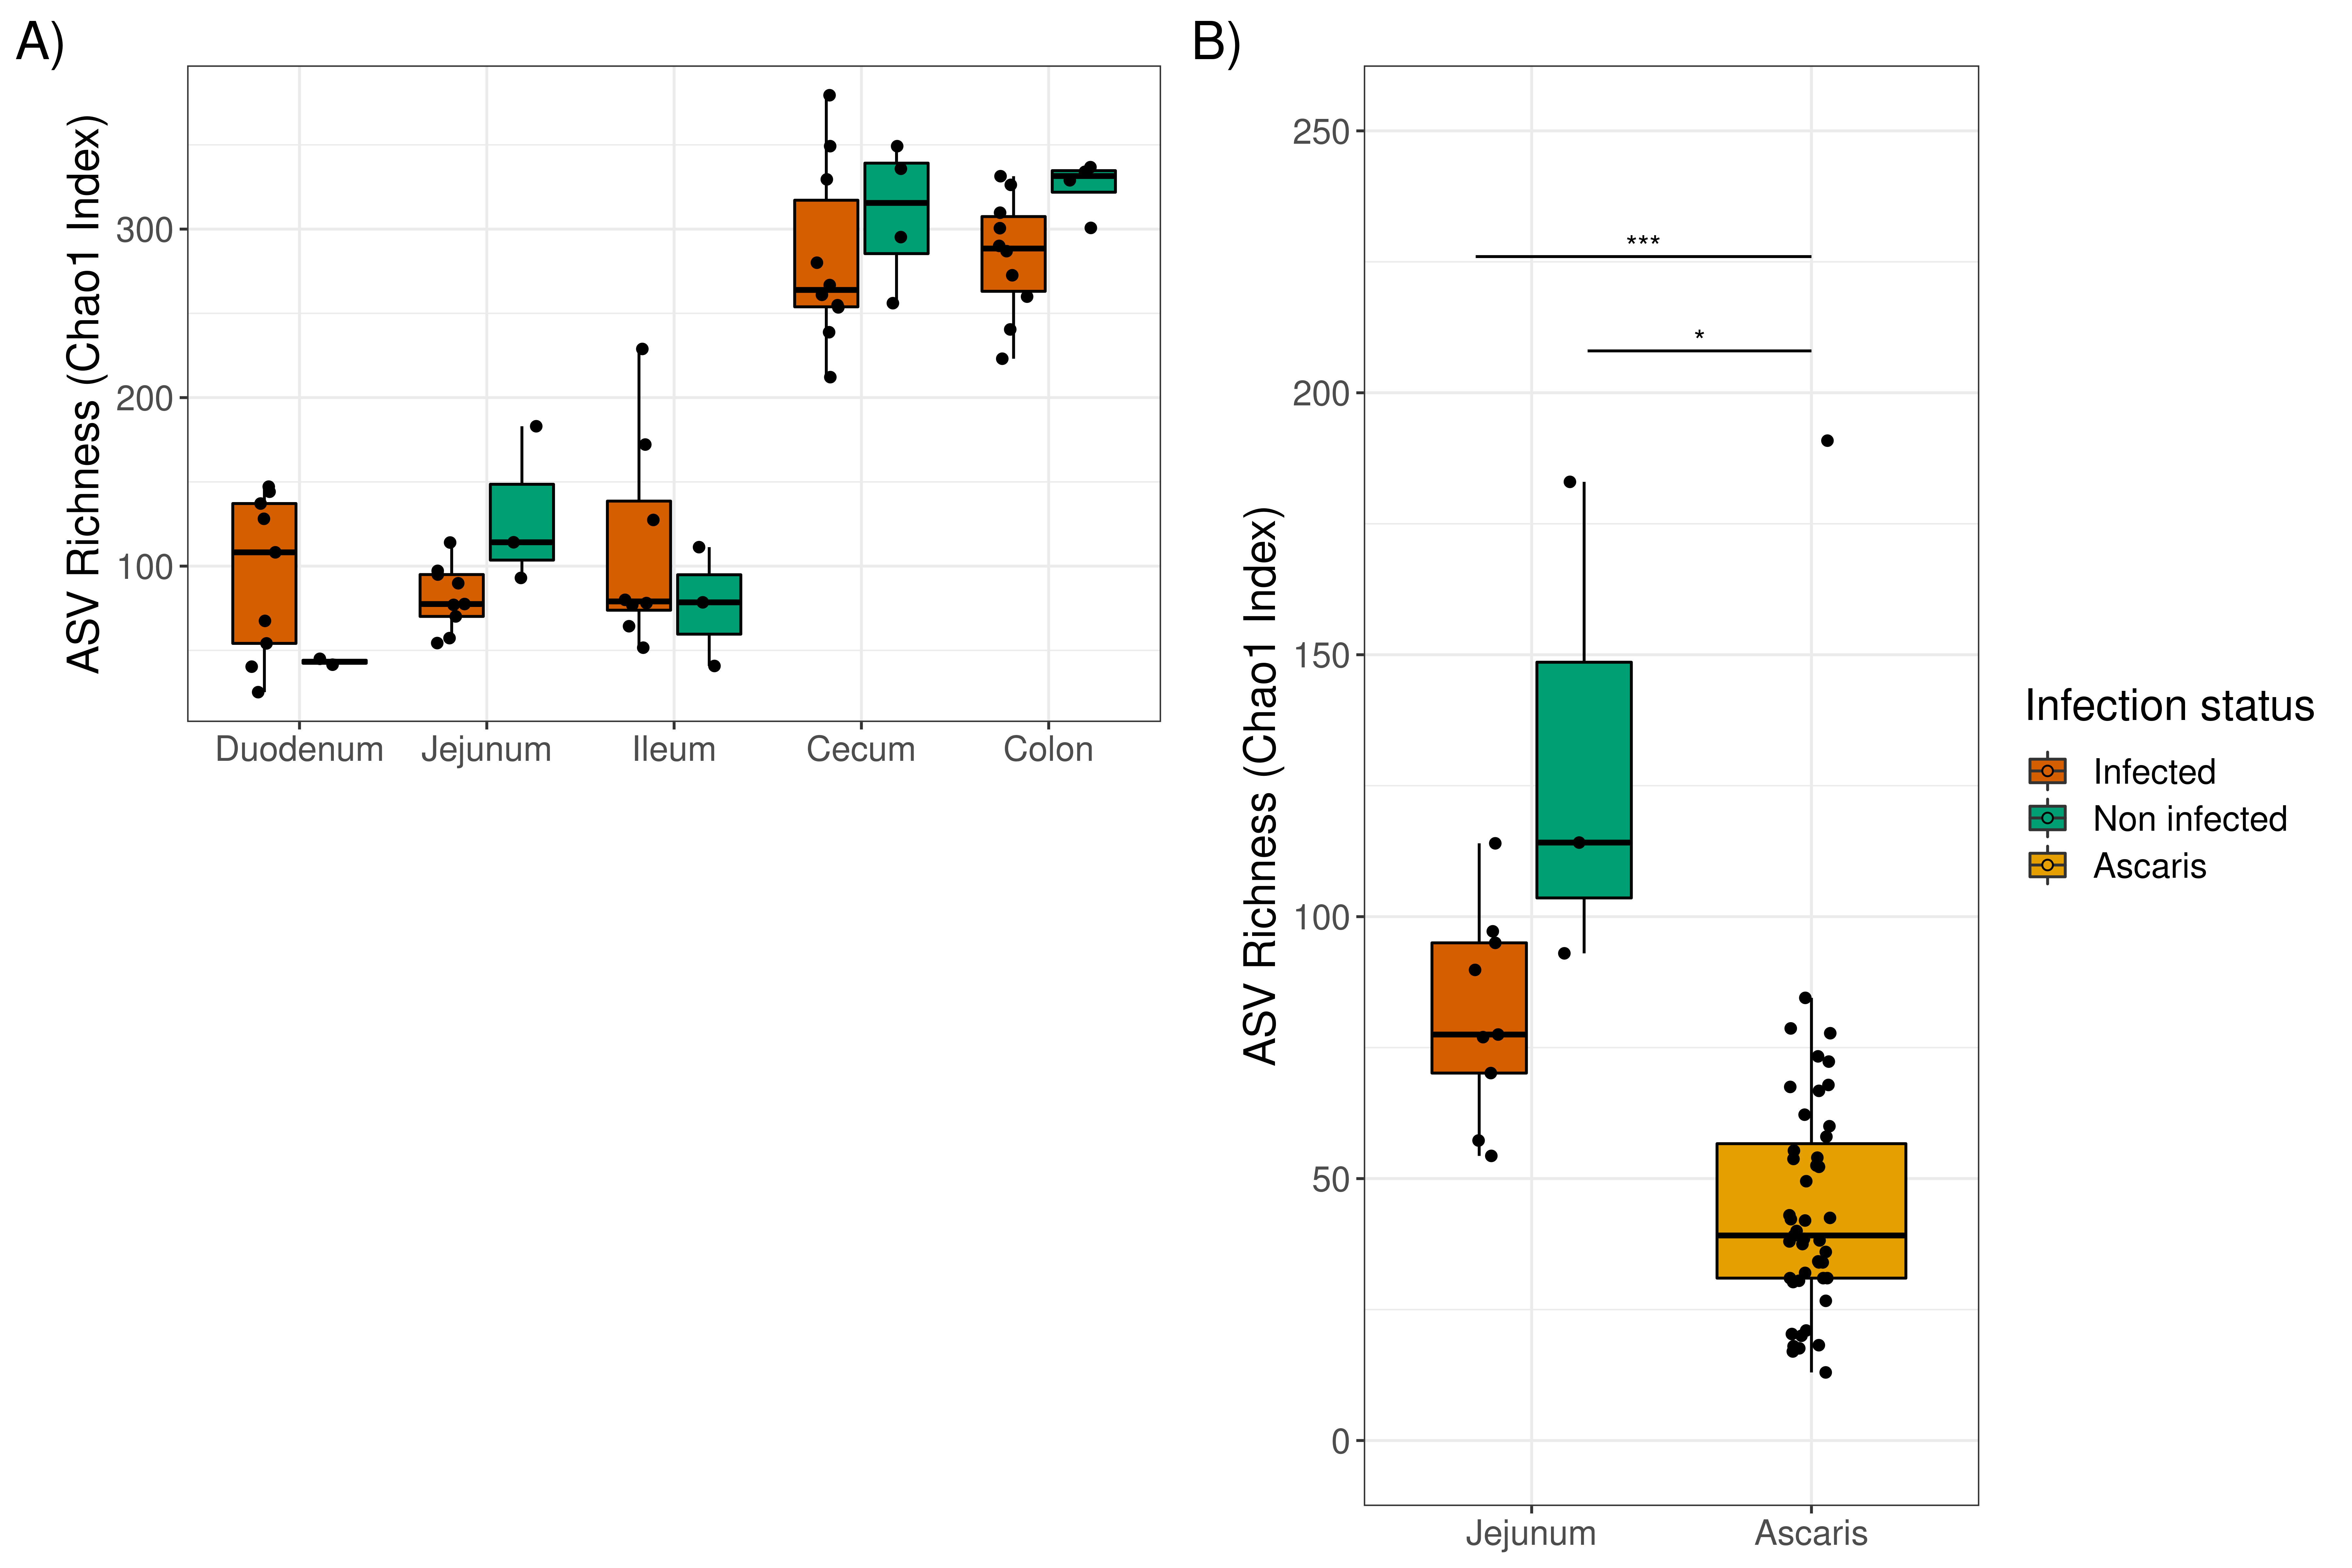 A)
ASV Richness (Chao1 Index)
300
200
100
Duodenum Jejunum Ileum Cecum Colon
B)
ASV Richness (Chao1 Index)
250
200
150
100
50
0
***
*
Jejunum Ascaris
Infection status
Infected
Non infected
Ascaris